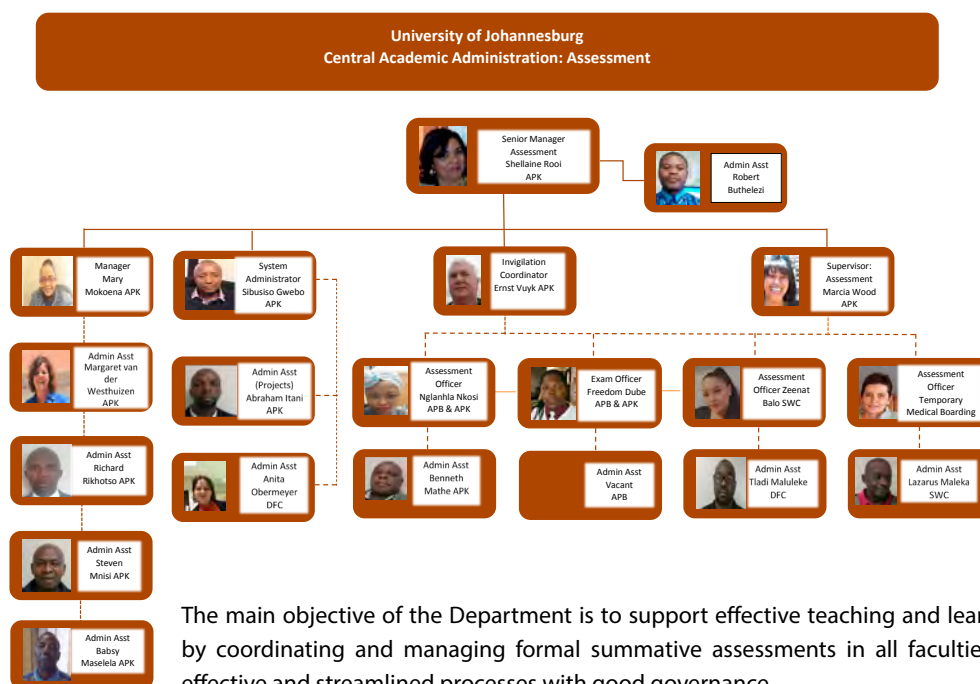 University of Johannesburg
Central Academic Administration: Assessment
Senior Manager
Assessment
Shellaine Rooi
APK
Admin Asst
Robert
Buthelezi
Manager
Mary
Mokoena APK
System
Administrator
Sibusiso Gwebo
APK
Invigilation
Coordinator
Ernst Vuyk APK
Supervisor:
Assessment
Marcia Wood
APK
Admin Asst
Margaret van
der
Westhuizen
APK
Admin Asst
(Projects)
Abraham Itani
APK
Assessment
Officer
Nglanhla Nkosi
APB & APK
Exam Officer
Freedom Dube
APB & APK
Assessment
Officer Zeenat
Balo SWC
Assessment
Officer
Temporary
Medical Boarding
Admin Asst
Richard
Rikhotso APK
Admin Asst
Anita
Obermeyer
DFC
Admin Asst
Benneth
Mathe APK
Admin Asst
Vacant
APB
Admin Asst
Tladi Maluleke
DFC
Admin Asst
Lazarus Maleka
SWC
Admin Asst
Steven
Mnisi APK
Admin Asst
Babsy
Maselela APK
The main objective of the Department is to support effective teaching and lear
by coordinating and managing formal summative assessments in all facultie
effective and streamlined processes with good governance